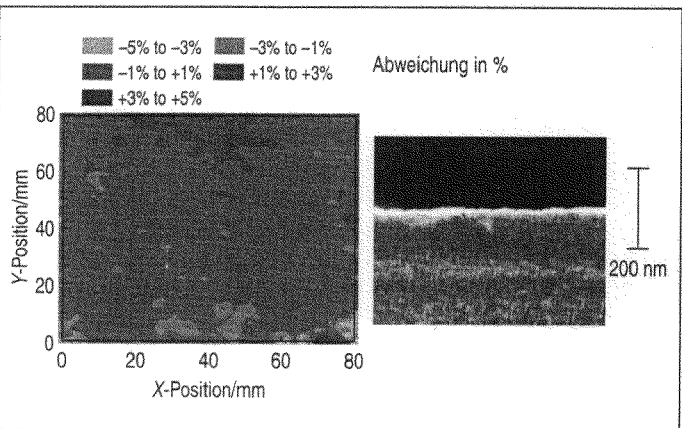 –5% to –3% –3% to –1%
–1% to +1% +1% to +3%
+3% to +5%
Abweichung in %
80
60
40
20
0
Y-Position/mm
0 20 40 60 80
X-Position/mm
200 nm